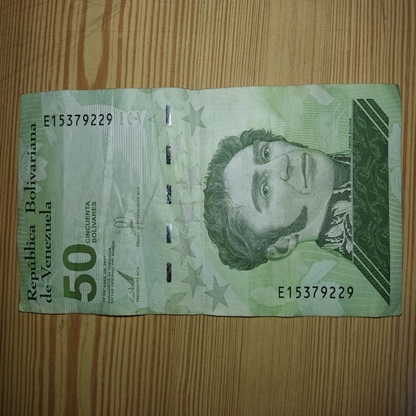 República Bolivariana
de Venezuela
50
CINCUENTA
BOLÍVARES
E15379229
E15379229